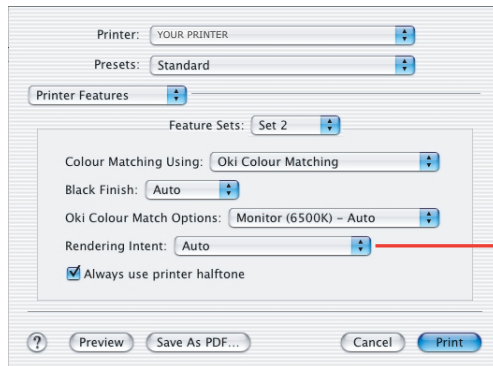 Printer: YOUR PRINTER
Presets: Standard
Printer Features
Feature Sets: Set 2
Colour Matching Using: Oki Colour Matching
Black Finish: Auto
Oki Colour Match Options: Monitor (6500K) – Auto
Rendering Intent: Auto
Always use printer halftone
? Preview Save As PDF... Cancel Print